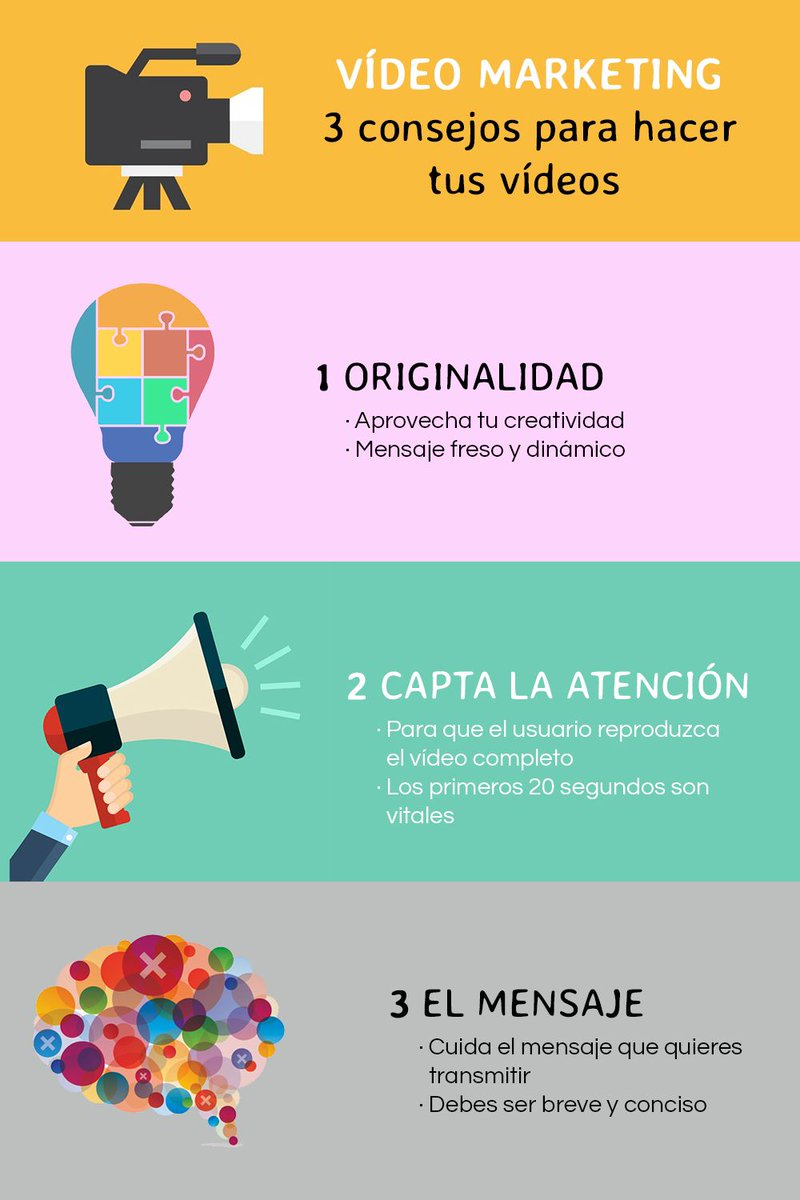 VÍDEO MARKETING
3 consejos para hacer
tus vídeos
1 ORIGINALIDAD
· Aprovecha tu creatividad
· Mensaje freso y dinámico
2 CAPTA LA ATENCIÓN
· Para que el usuario reproduzca
el vídeo completo
· Los primeros 20 segundos son
vitales
3 EL MENSAJE
· Cuida el mensaje que quieres
transmitir
· Debes ser breve y conciso